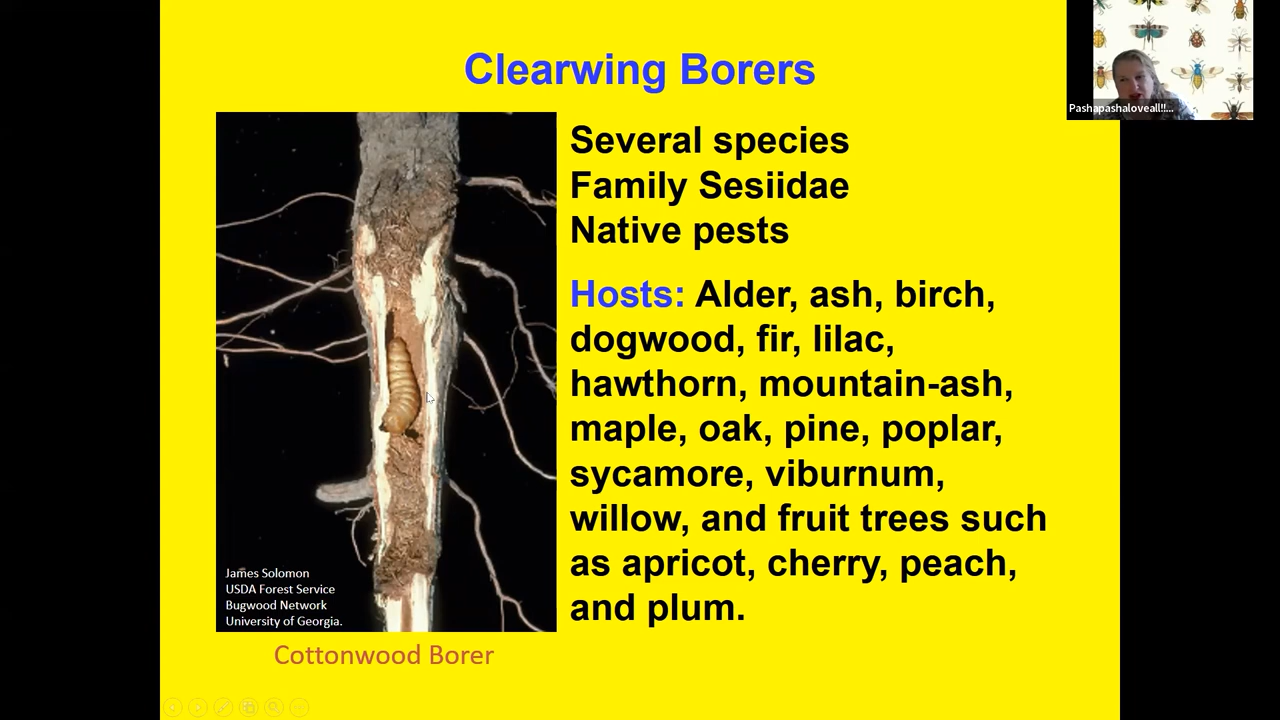 Clearwing Borers
Pashapashaloveall!!...
Several species
Family Sesiidae
Native pests
Hosts: Alder, ash, birch,
dogwood, fir, lilac,
hawthorn, mountain-ash,
maple, oak, pine, poplar,
sycamore, viburnum,
willow, and fruit trees such
as apricot, cherry, peach,
and plum.
James Solomon
USDA Forest Service
Bugwood Network
University of Georgia.
Cottonwood Borer